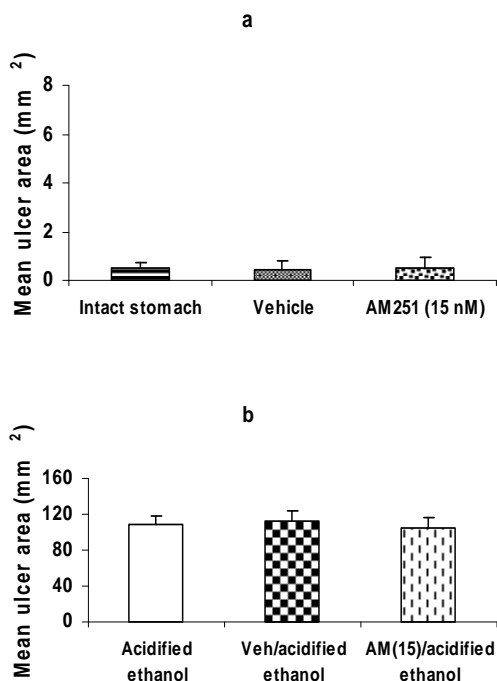 a
Mean ulcer area (mm 2)
8
6
4
2
0
Intact stomach Vehicle AM251 (15 nM)
b
Mean ulcer area (mm 2)
160
120
80
40
0
Acidified Veh/acidified AM(15)/acidified
ethanol ethanol ethanol